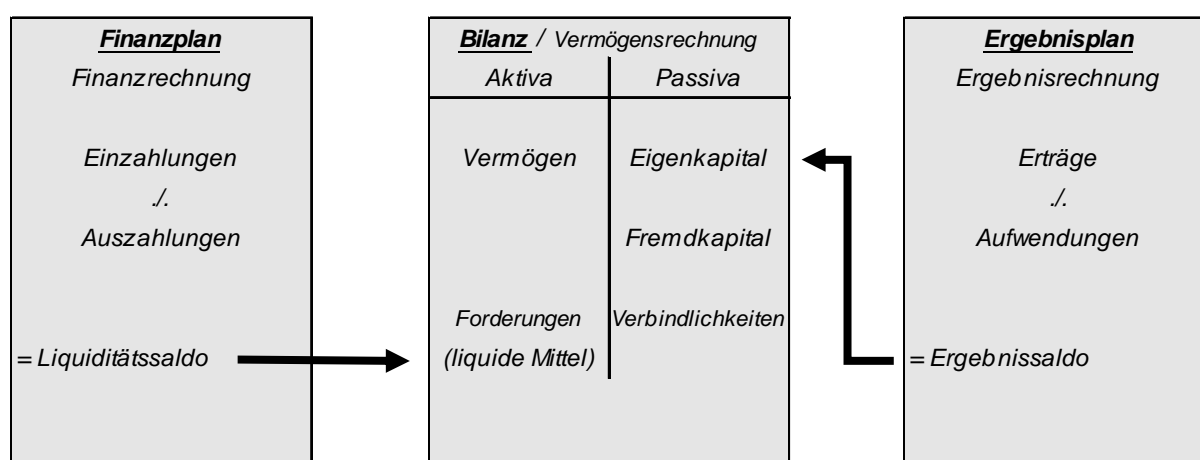 Finanzplan
Finanzrechnung
Einzahlungen
./.
Auszahlungen
= Liquiditätssaldo
Bilanz / Vermögensrechnung
Aktiva Passiva
Vermögen Eigenkapital
Fremdkapital
Forderungen Verbindlichkeiten
(liquide Mittel)
Ergebnisplan
Ergebnisrechnung
Erträge
./.
Aufwendungen
= Ergebnissaldo